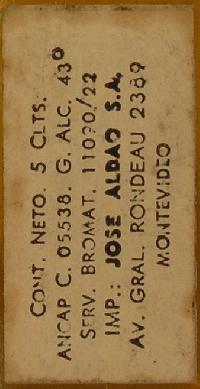 CONT. NETO. 5 CLTS.
ANCAP C. 05538. G. ALC. 43º
SERV. BROMAT. 11090/22
IMP.: JOSE ALDAO S.A.
AV. GRAL. RONDEAU 2389
MONTEVIDEO